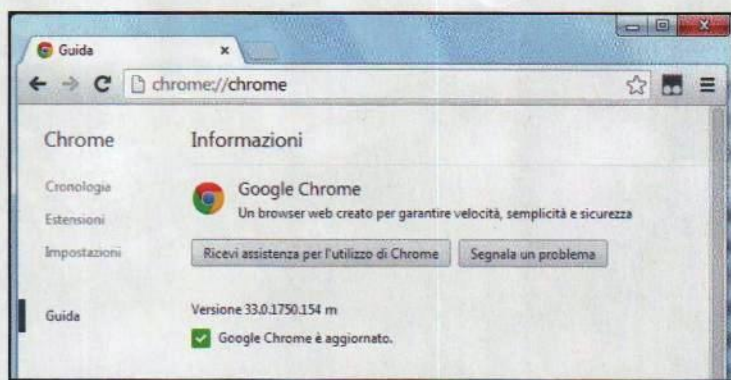 Guida
chrome://chrome
Chrome
Informazioni
Cronologia
Estensioni
Impostazioni
Guida
Google Chrome
Un browser web creato per garantire velocità, semplicità e sicurezza
Ricevi assistenza per l'utilizzo di Chrome
Segnala un problema
Versione 33.0.1750.154 m
Google Chrome è aggiornato.